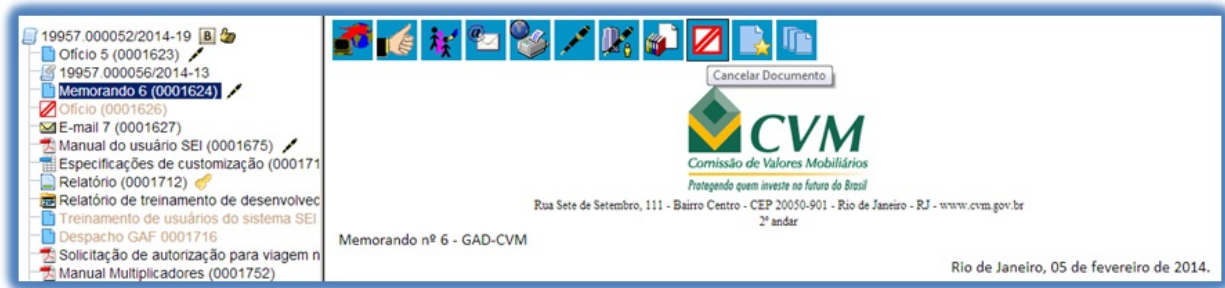 19957.000052/2014-19 B
Ofício 5 (0001623)
19957.000056/2014-13
Memorando 6 (0001624)
Ofício (0001626)
E-mail 7 (0001627)
Manual do usuário SEI (0001675)
Especificações de customização (000171
Relatório (0001712)
Relatório de treinamento de desenvolvec
Treinamento de usuários do sistema SEI
Despacho GAF 0001716
Solicitação de autorização para viagem n
Manual Multiplicadores (0001752)
Cancelar Documento
CVM
Comissão de Valores Mobiliários
Protegendo quem investe no futuro do Brasil
Rua Sete de Setembro, 111 - Bairro Centro - CEP 20050-901 - Rio de Janeiro - RJ - www.cvm.gov.br
2º andar
Memorando nº 6 - GAD-CVM
Rio de Janeiro, 05 de fevereiro de 2014.